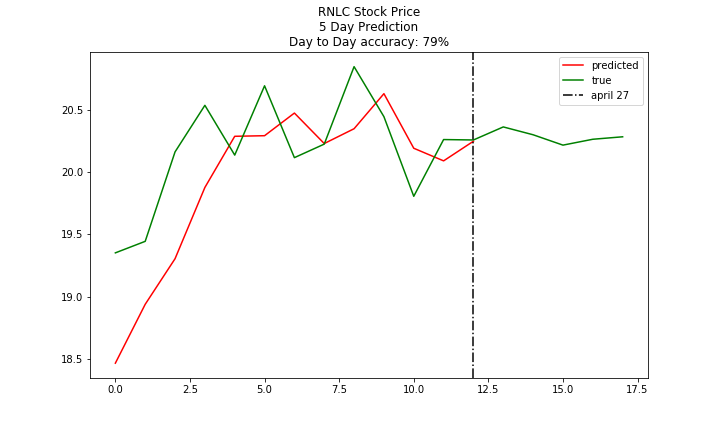 RNLC Stock Price
5 Day Prediction
Day to Day accuracy: 79%
predicted
true
april 27
20.5
20.0
19.5
19.0
18.5
0.0 2.5 5.0 7.5 10.0 12.5 15.0 17.5